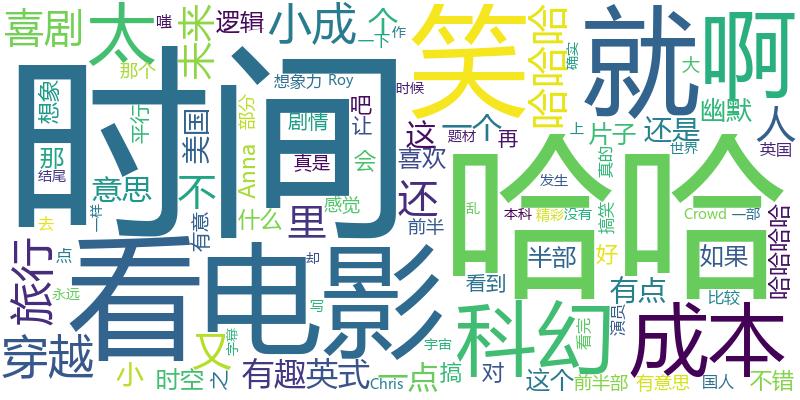 喜剧 太 嗤 未来 逻辑 小成 个 一下 作 笑 哈哈哈 就 啊
想象 那个 时间 平行 美国 想象力 Roy 时候 确实 大 幽默
那 结尾 部分 剧情 吧 让 这 一个 再 题材 上 片子 还是 人
意思 不 Anna 真是 会 喜欢 哈哈 真的 世界 英国
去 一样 有意 什么 里 感觉 还 前半 乱 发生 本科 精彩 没有 搞笑 Crowd 一部 哈哈哈哈
旅行 点 永远 看 电影 却 写 看到 半部 好 有点 如果 比较
穿越 小 时空 之 又 宇宙 有趣 英式 Chris 一点 搞 宇宙 对 科幻 这个 看完 前半部 演员 有意思 成本 国人 不错